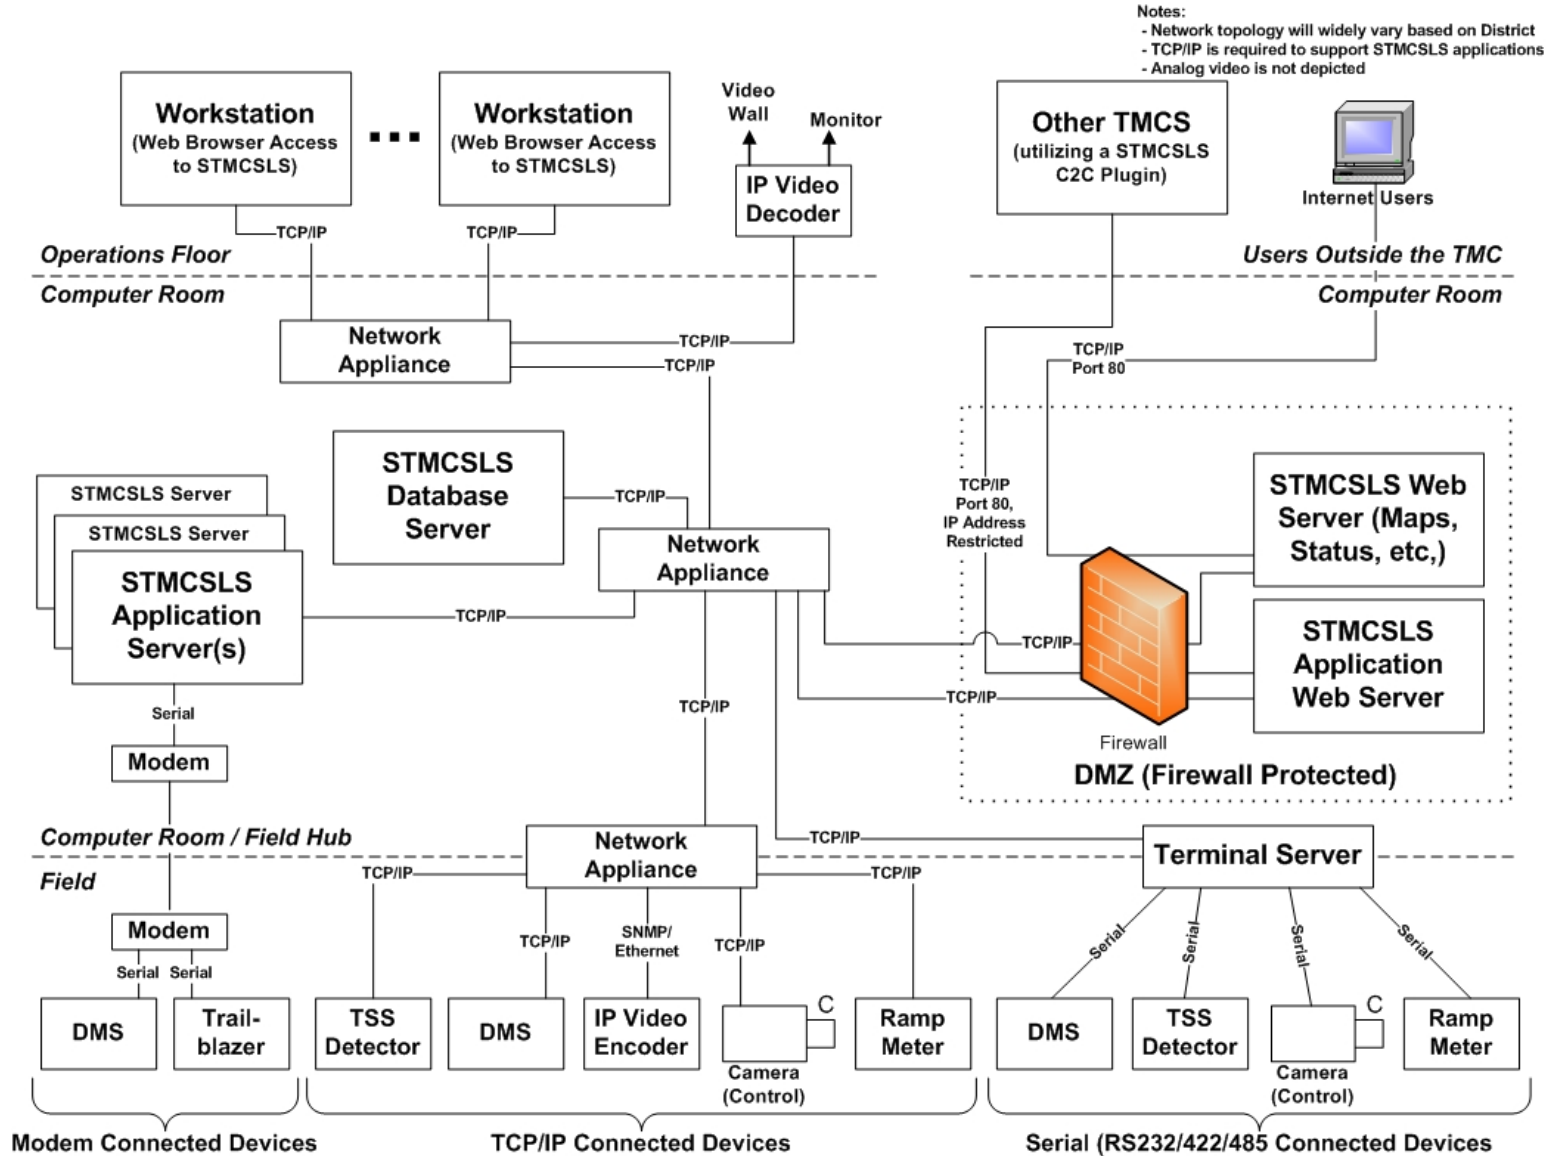 Notes:
- Network topology will widely vary based on District
- TCP/IP is required to support STMCSLS applications
- Analog video is not depicted
Workstation
(Web Browser Access
to STMCSLS)
...
Workstation
(Web Browser Access
to STMCSLS)
Video
Wall
Monitor
IP Video
Decoder
Other TMCS
(utilizing a STMCSLS
C2C Plugin)
Internet Users
TCP/IP
TCP/IP
Operations Floor
Users Outside the TMC
Computer Room
Computer Room
Network
Appliance
TCP/IP
TCP/IP
TCP/IP
Port 80
STMCSLS
Database
Server
TCP/IP
STMCSLS Server
STMCSLS Server
STMCSLS
Application
Server(s)
TCP/IP
Network
Appliance
TCP/IP
Port 80,
IP Address
Restricted
STMCSLS Web
Server (Maps,
Status, etc,)
STMCSLS
Application
Web Server
TCP/IP
TCP/IP
TCP/IP
Firewall
DMZ (Firewall Protected)
Serial
Modem
Computer Room / Field Hub
Field
Network
Appliance
TCP/IP
Terminal Server
TCP/IP
TCP/IP
Modem
Serial
Serial
TCP/IP
SNMP/
Ethernet
TCP/IP
Serial
Serial
Serial
Serial
DMS
Trail-
blazer
TSS
Detector
DMS
IP Video
Encoder
C
Camera
(Control)
Ramp
Meter
DMS
TSS
Detector
C
Camera
(Control)
Ramp
Meter
Modem Connected Devices
TCP/IP Connected Devices
Serial (RS232/422/485 Connected Devices